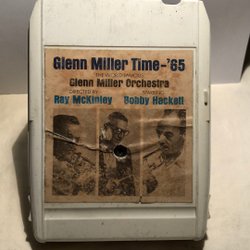 Glenn Miller Time-'65
THE WORLD FAMOUS
Glenn Miller Orchestra
DIRECTED BY STARRING
Ray McKinley Bobby Hackett